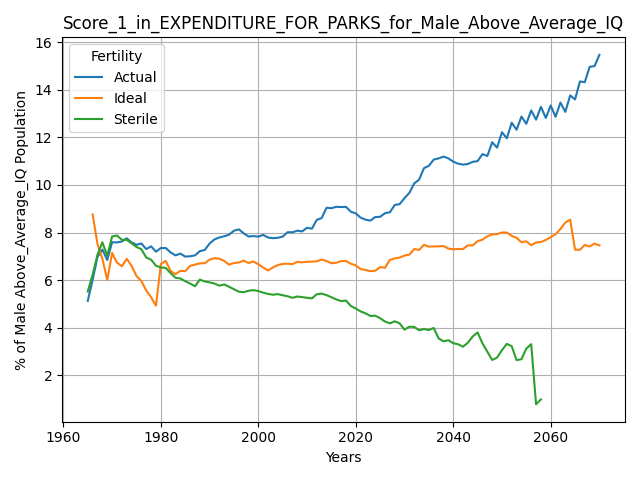 Score_1_in_EXPENDITURE_FOR_PARKS_for_Male_Above_Average_IQ
Fertility
Actual
Ideal
Sterile
% of Male Above_Average_IQ Population
16
14
12
10
8
6
4
2
1960 1980 2000 2020 2040 2060
Years